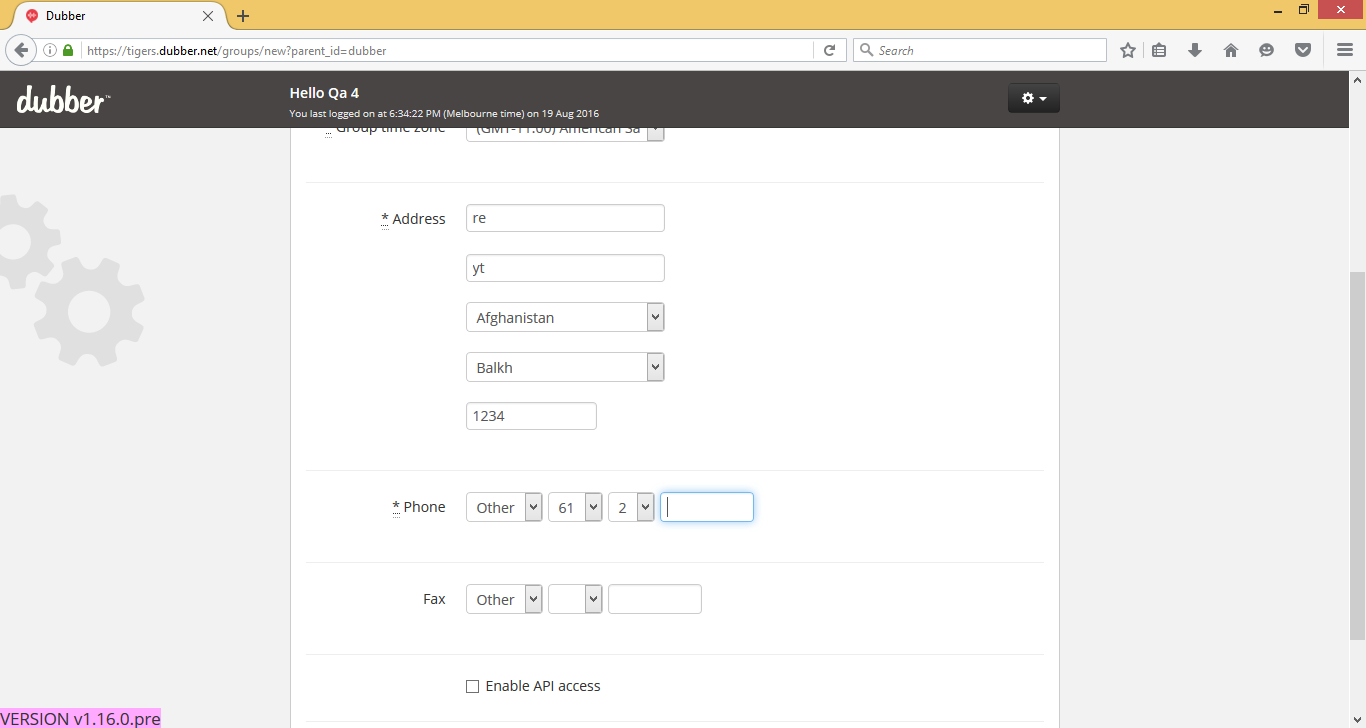 Dubber
https://tigers.dubber.net/groups/new?parent_id=dubber
Search
dubber™
Hello Qa 4
You last logged on at 6:34:22 PM (Melbourne time) on 19 Aug 2016
* Group time zone (GMT-11:00) American Sa
* Address re
yt
Afghanistan
Balkh
1234
* Phone Other 61 2
Fax Other
Enable API access
VERSION v1.16.0.pre